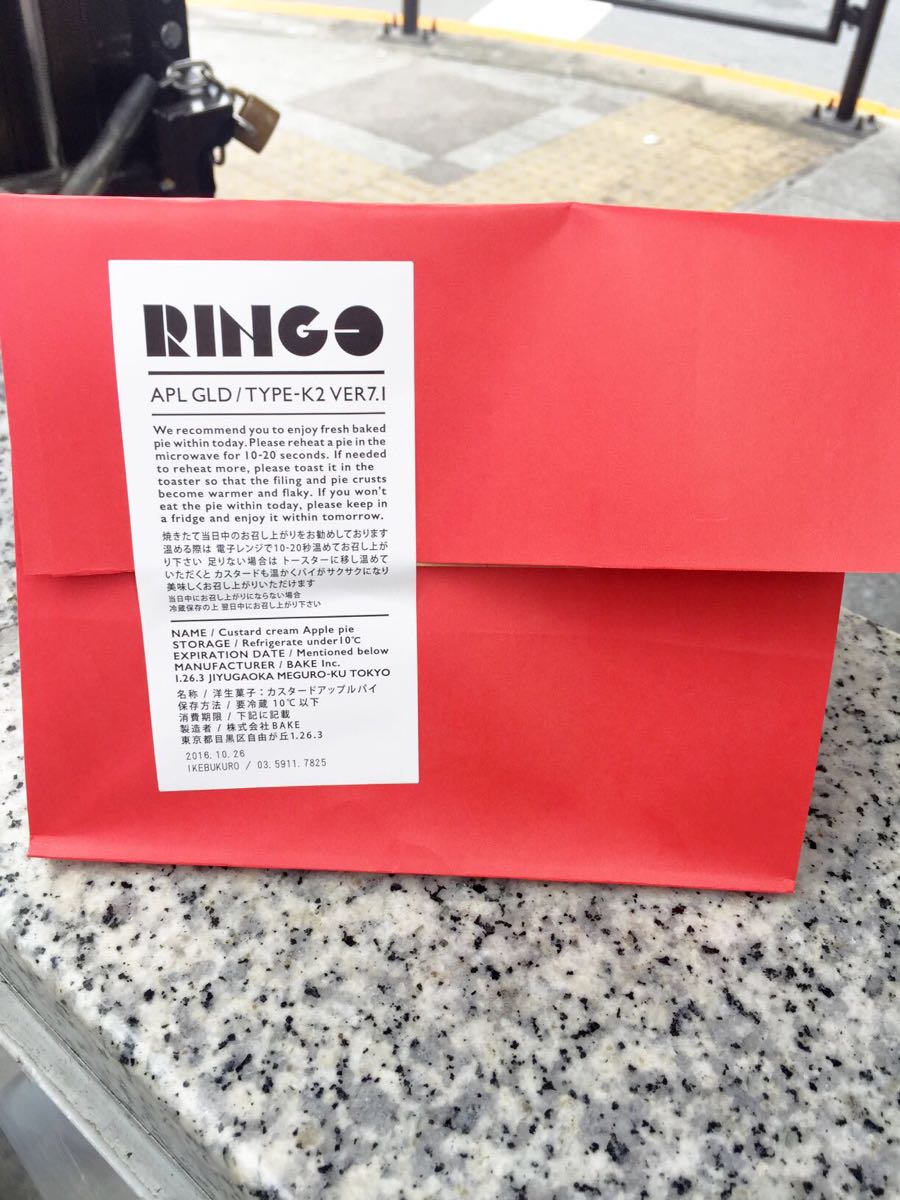 RINGO
APL GLD / TYPE-K2 VER7.1
We recommend you to enjoy fresh baked
pie within today. Please reheat a pie in the
microwave for 10-20 seconds. If needed
to reheat more, please toast it in the
toaster so that the filing and pie crusts
become warmer and flaky. If you won't
eat the pie within today, please keep in
a fridge and enjoy it within tomorrow.
焼きたて当日中のお召し上がりをお勧めしております
温める際は 電子レンジで10-20秒温めてお召し上が
り下さい 足りない場合は トースターに移し温めて
いただくと カスタードも温かくパイがサクサクになり
美味しくお召し上がりいただけます
当日中にお召し上がりにならない場合
冷蔵保存の上 翌日中にお召し上がり下さい
NAME / Custard cream Apple pie
STORAGE / Refrigerate under10℃
EXPIRATION DATE / Mentioned below
MANUFACTURER / BAKE Inc.
1.26.3 JIYUGAOKA MEGURO-KU TOKYO
名称 / 洋生菓子：カスタードアップルパイ
保存方法 / 要冷蔵 10℃以下
消費期限 / 下記に記載
製造者 / 株式会社BAKE
東京都目黒区自由が丘1.26.3
2016.10.26
IKEBUKURO / 03.5911.7825